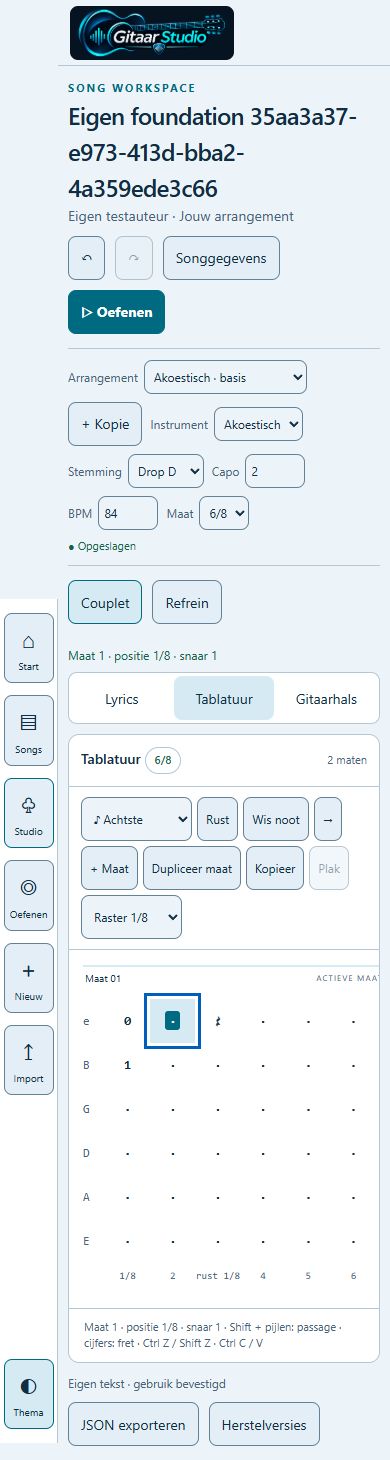 Gitaar Studio
SONG WORKSPACE
Eigen foundation 35aa3a37-
e973-413d-bba2-
4a359ede3c66
Eigen testauteur · Jouw arrangement
Songgegevens
▷ Oefenen
Arrangement Akoestisch · basis
+ Kopie Instrument Akoestisch
Stemming Drop D Capo 2
BPM 84 Maat 6/8
● Opgeslagen
Couplet Refrein
Maat 1 · positie 1/8 · snaar 1
Lyrics Tablatuur Gitaarhals
Tablatuur 6/8 2 maten
♪ Achtste Rust Wis noot →
+ Maat Dupliceer maat Kopieer Plak
Raster 1/8
Maat 01 ACTIEVE MAAT
e 0 · 𝄽 · · ·
B 1 · · · · ·
G · · · · · ·
D · · · · · ·
A · · · · · ·
E · · · · · ·
1/8 2 rust 1/8 4 5 6
Maat 1 · positie 1/8 · snaar 1 · Shift + pijlen: passage ·
cijfers: fret · Ctrl Z / Shift Z · Ctrl C / V
Eigen tekst · gebruik bevestigd
JSON exporteren Herstelversies
Start
Songs
Studio
Oefenen
Nieuw
Import
Thema